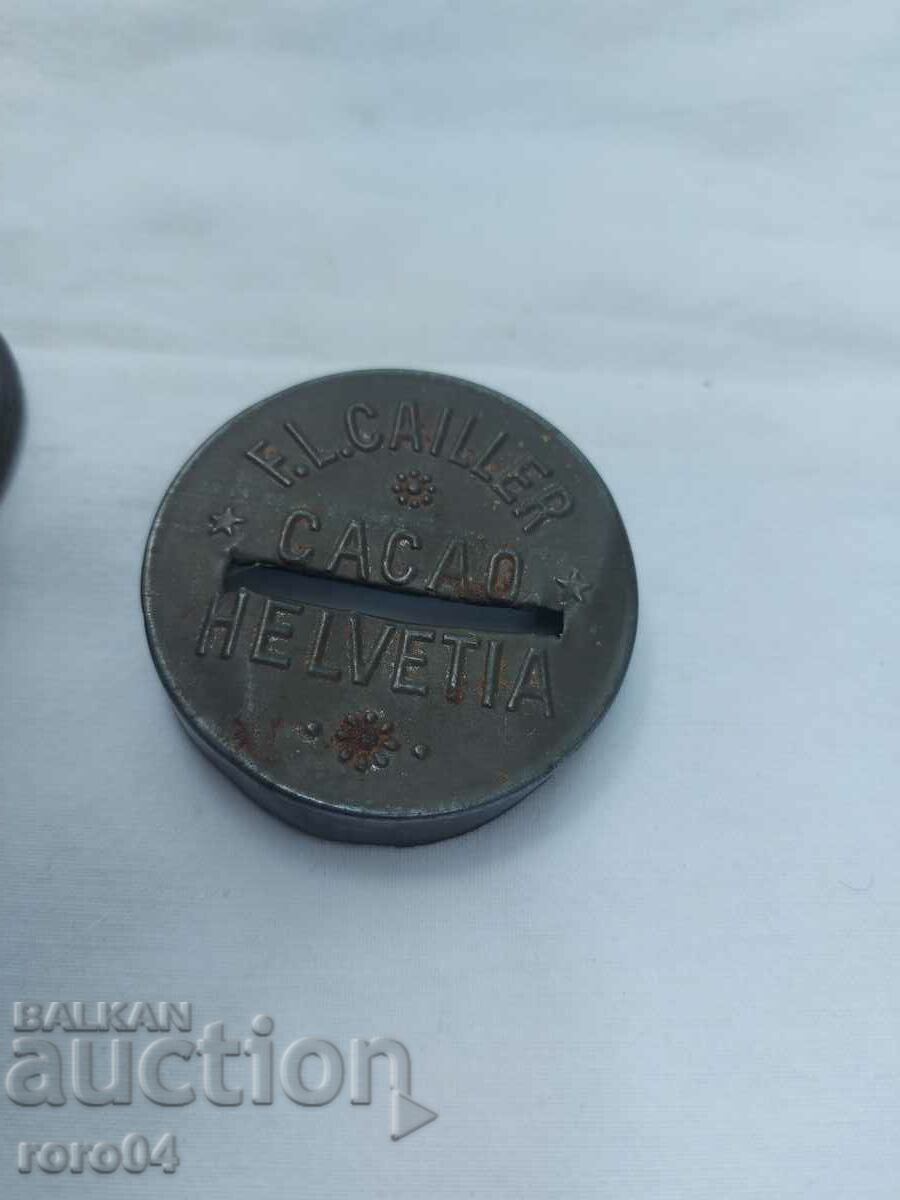 F.L.CAILLER
CACAO
HELVETIA
BALKAN
auction
roro04